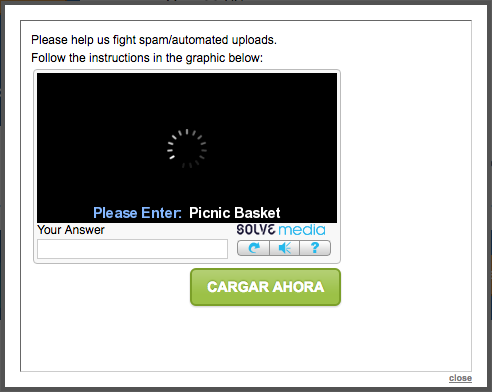 Please help us fight spam/automated uploads.
Follow the instructions in the graphic below:
Please Enter: Picnic Basket
Your Answer
SOLVE media
?
CARGAR AHORA
close